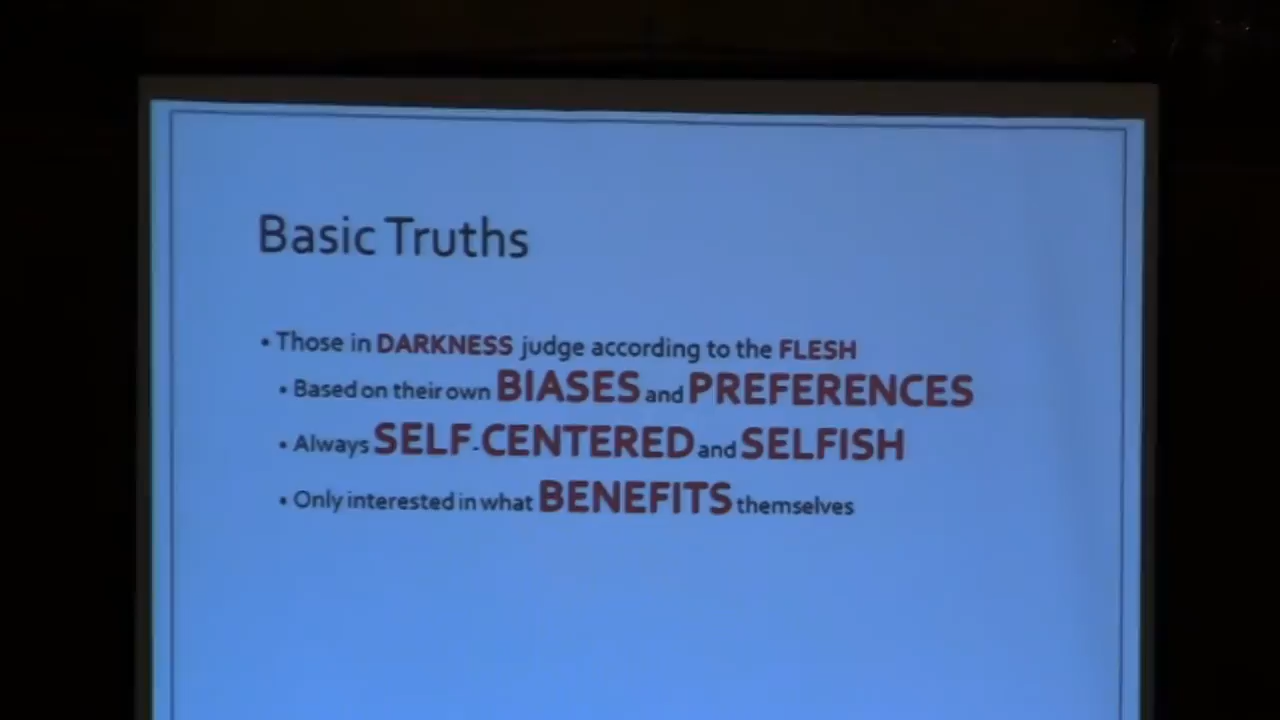 Basic Truths
• Those in DARKNESS judge according to the FLESH
• Based on their own BIASES and PREFERENCES
• Always SELF-CENTERED and SELFISH
• Only interested in what BENEFITS themselves